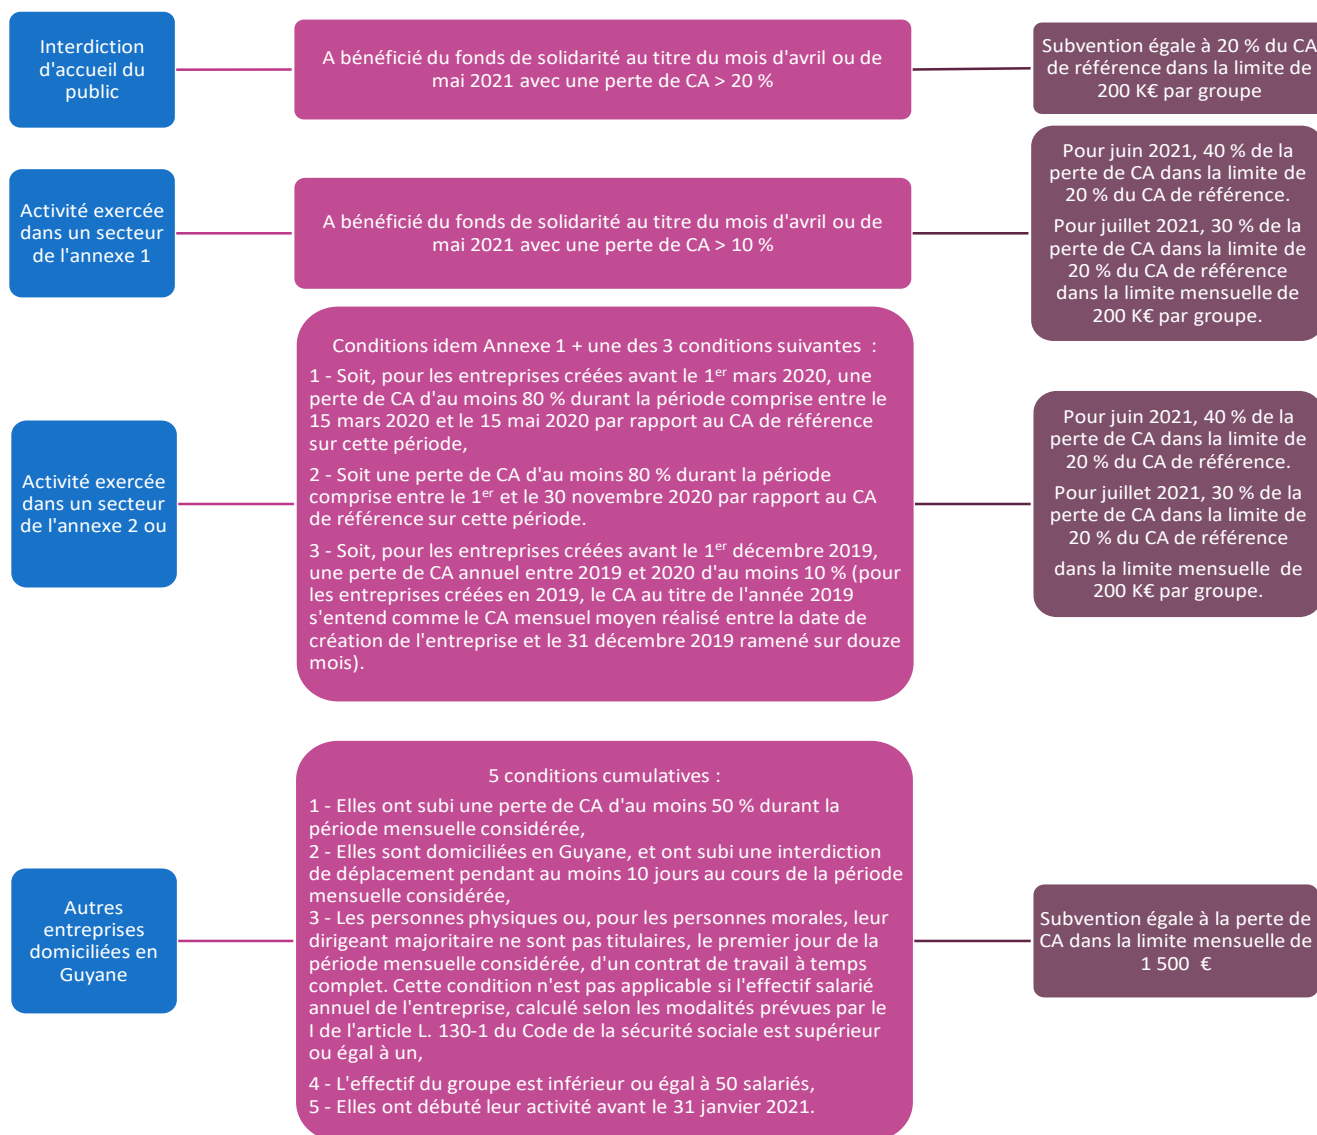 Interdiction
d'accueil du
public
A bénéficié du fonds de solidarité au titre du mois d'avril ou de
mai 2021 avec une perte de CA > 20 %
Subvention égale à 20 % du CA
de référence dans la limite de
200 K€ par groupe
Activité exercée
dans un secteur
de l'annexe 1
A bénéficié du fonds de solidarité au titre du mois d'avril ou de
mai 2021 avec une perte de CA > 10 %
Pour juin 2021, 40 % de la
perte de CA dans la limite de
20 % du CA de référence.
Pour juillet 2021, 30 % de la
perte de CA dans la limite de
20 % du CA de référence
dans la limite mensuelle de
200 K€ par groupe.
Activité exercée
dans un secteur
de l'annexe 2 ou
Conditions idem Annexe 1 + une des 3 conditions suivantes :
1 - Soit, pour les entreprises créées avant le 1er mars 2020, une
perte de CA d'au moins 80 % durant la période comprise entre le
15 mars 2020 et le 15 mai 2020 par rapport au CA de référence
sur cette période,
2 - Soit une perte de CA d'au moins 80 % durant la période
comprise entre le 1er et le 30 novembre 2020 par rapport au CA
de référence sur cette période.
3 - Soit, pour les entreprises créées avant le 1er décembre 2019,
une perte de CA annuel entre 2019 et 2020 d'au moins 10 % (pour
les entreprises créées en 2019, le CA au titre de l'année 2019
s'entend comme le CA mensuel moyen réalisé entre la date de
création de l'entreprise et le 31 décembre 2019 ramené sur douze
mois).
Pour juin 2021, 40 % de la
perte de CA dans la limite de
20 % du CA de référence.
Pour juillet 2021, 30 % de la
perte de CA dans la limite de
20 % du CA de référence
dans la limite mensuelle de
200 K€ par groupe.
Autres
entreprises
domiciliées en
Guyane
5 conditions cumulatives :
1 - Elles ont subi une perte de CA d'au moins 50 % durant la
période mensuelle considérée,
2 - Elles sont domiciliées en Guyane, et ont subi une interdiction
de déplacement pendant au moins 10 jours au cours de la période
mensuelle considérée,
3 - Les personnes physiques ou, pour les personnes morales, leur
dirigeant majoritaire ne sont pas titulaires, le premier jour de la
période mensuelle considérée, d'un contrat de travail à temps
complet. Cette condition n'est pas applicable si l'effectif salarié
annuel de l'entreprise, calculé selon les modalités prévues par le
I de l'article L. 130-1 du Code de la sécurité sociale est supérieur
ou égal à un,
4 - L'effectif du groupe est inférieur ou égal à 50 salariés,
5 - Elles ont débuté leur activité avant le 31 janvier 2021.
Subvention égale à la perte de
CA dans la limite mensuelle de
1 500 €